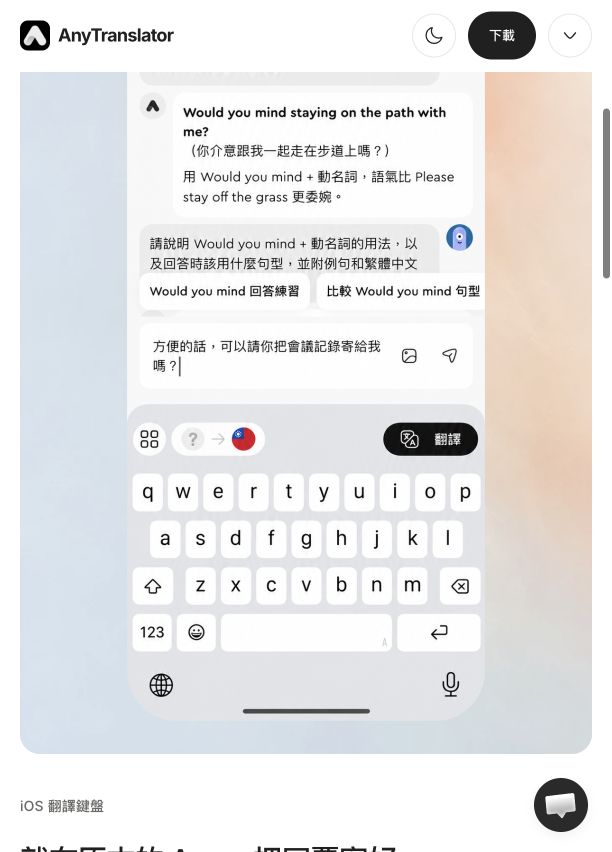 AnyTranslator
下載
Would you mind staying on the path with
me?
（你介意跟我一起走在步道上嗎？）
用 Would you mind + 動名詞，語氣比 Please
stay off the grass 更委婉。
請說明 Would you mind + 動名詞的用法，以
及回答時該用什麼句型，並附例句和繁體中文
Would you mind 回答練習
比較 Would you mind 句型
方便的話，可以請你把會議記錄寄給我
嗎？
? → 翻譯
q w e r t y u i o p
a s d f g h j k l
z x c v b n m
123
A
iOS 翻譯鍵盤